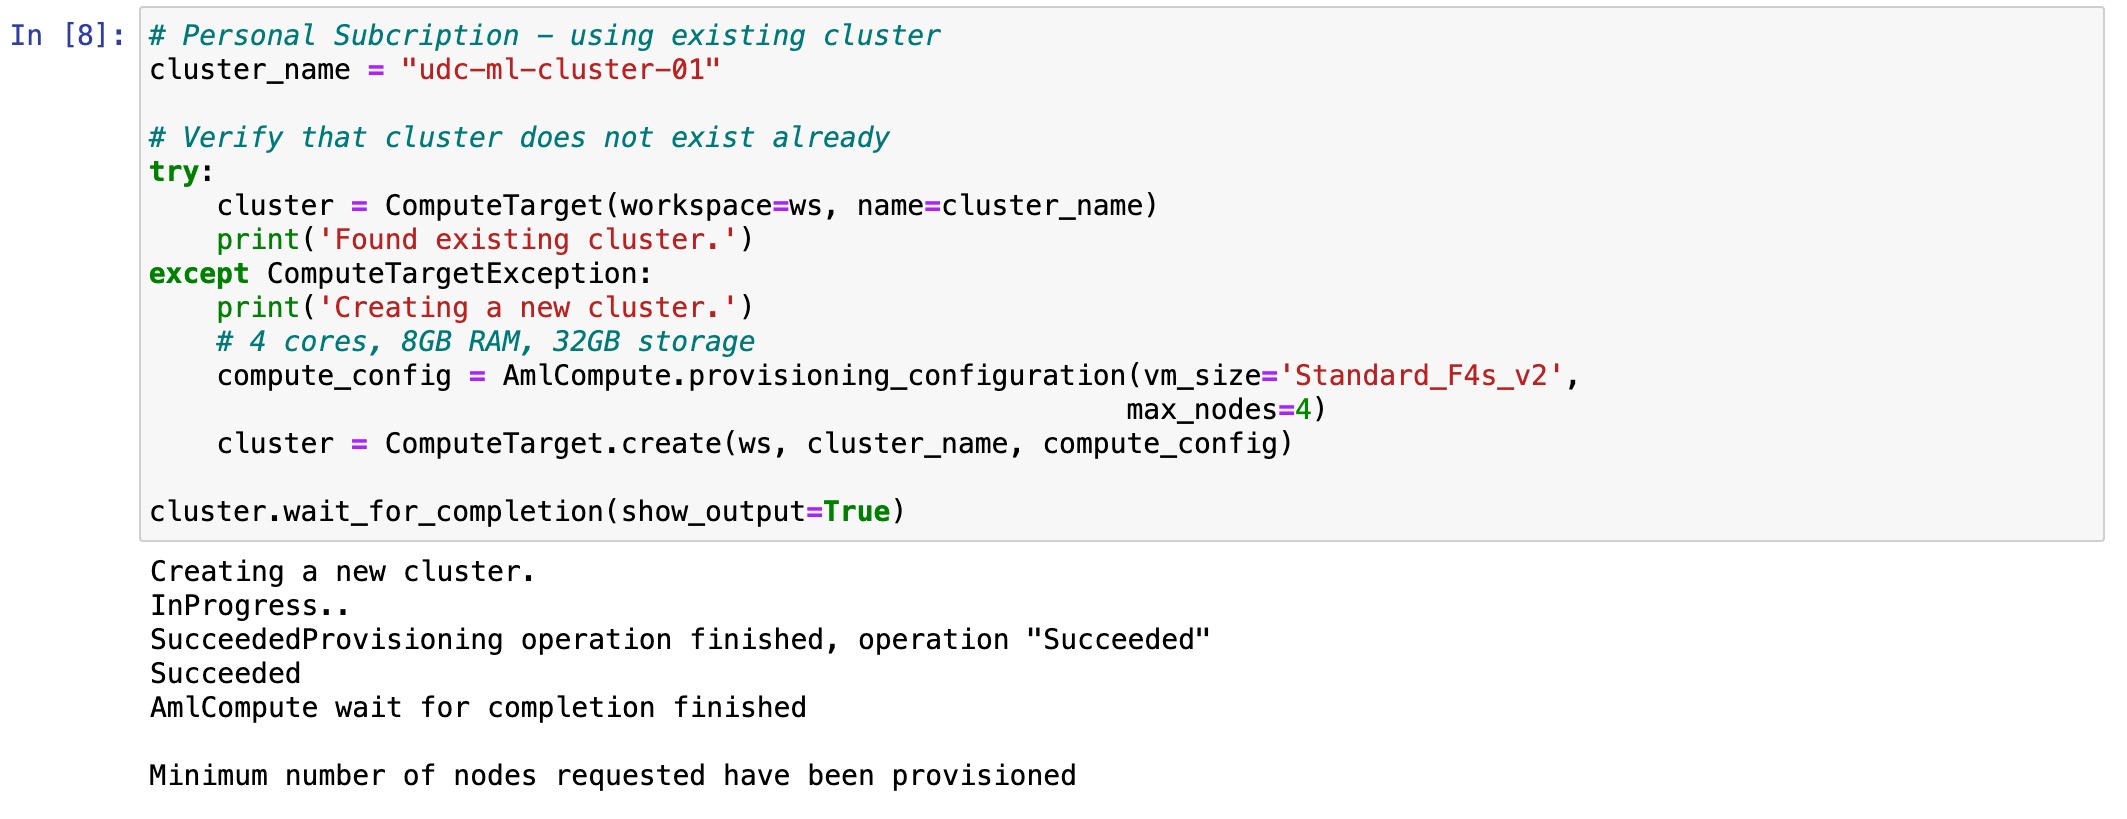 In [8]:
# Personal Subcription – using existing cluster
cluster_name = "udc-ml-cluster-01"
# Verify that cluster does not exist already
try:
    cluster = ComputeTarget(workspace=ws, name=cluster_name)
    print('Found existing cluster.')
except ComputeTargetException:
    print('Creating a new cluster.')
    # 4 cores, 8GB RAM, 32GB storage
    compute_config = AmlCompute.provisioning_configuration(vm_size='Standard_F4s_v2',
                                                          max_nodes=4)
    cluster = ComputeTarget.create(ws, cluster_name, compute_config)
cluster.wait_for_completion(show_output=True)
Creating a new cluster.
InProgress..
SucceededProvisioning operation finished, operation "Succeeded"
Succeeded
AmlCompute wait for completion finished
Minimum number of nodes requested have been provisioned